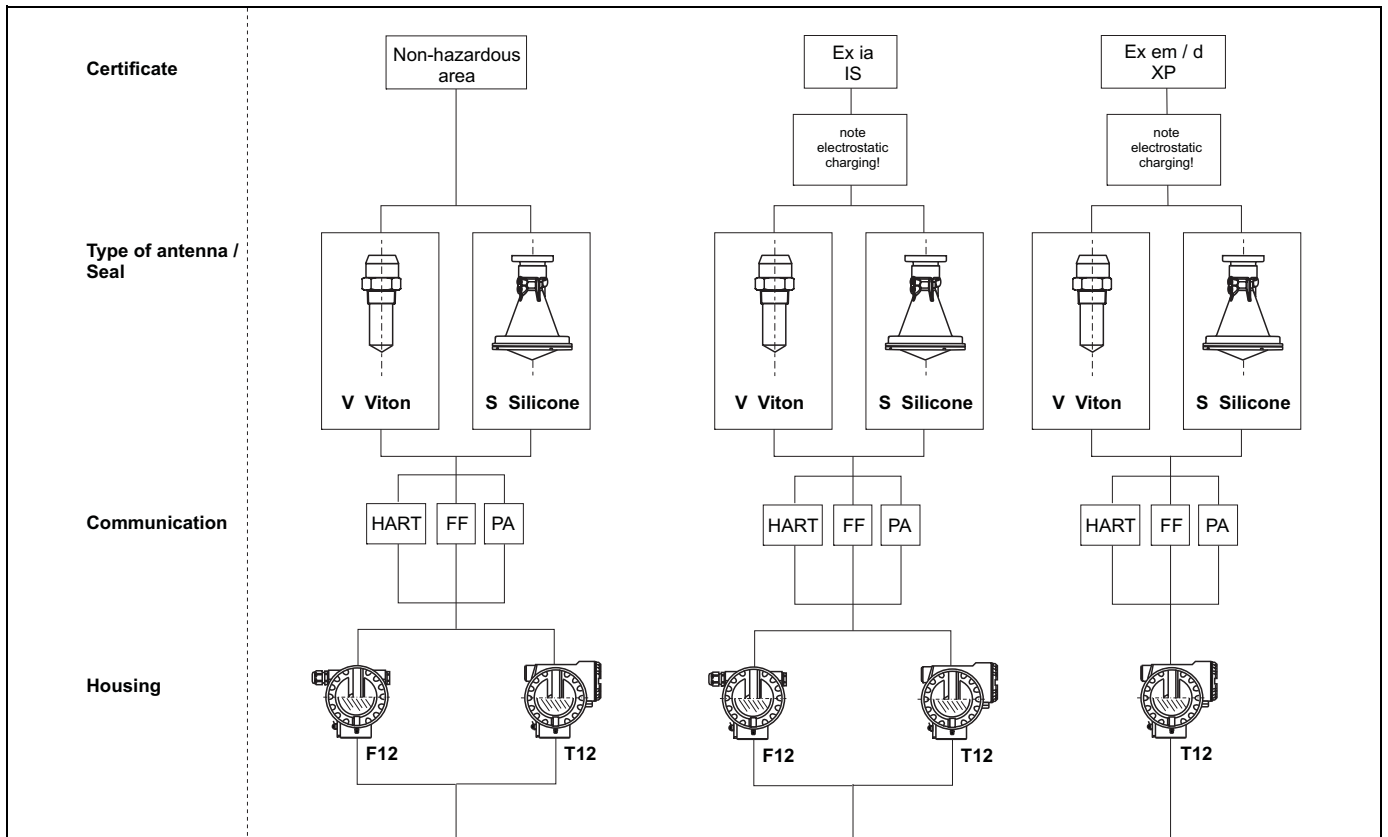 Certificate
Non-hazardous
area
Ex ia
IS
Ex em / d
XP
note
electrostatic
charging!
note
electrostatic
charging!
Type of antenna /
Seal
V Viton
S Silicone
V Viton
S Silicone
V Viton
S Silicone
Communication
HART
FF
PA
HART
FF
PA
HART
FF
PA
Housing
F12
T12
F12
T12
T12